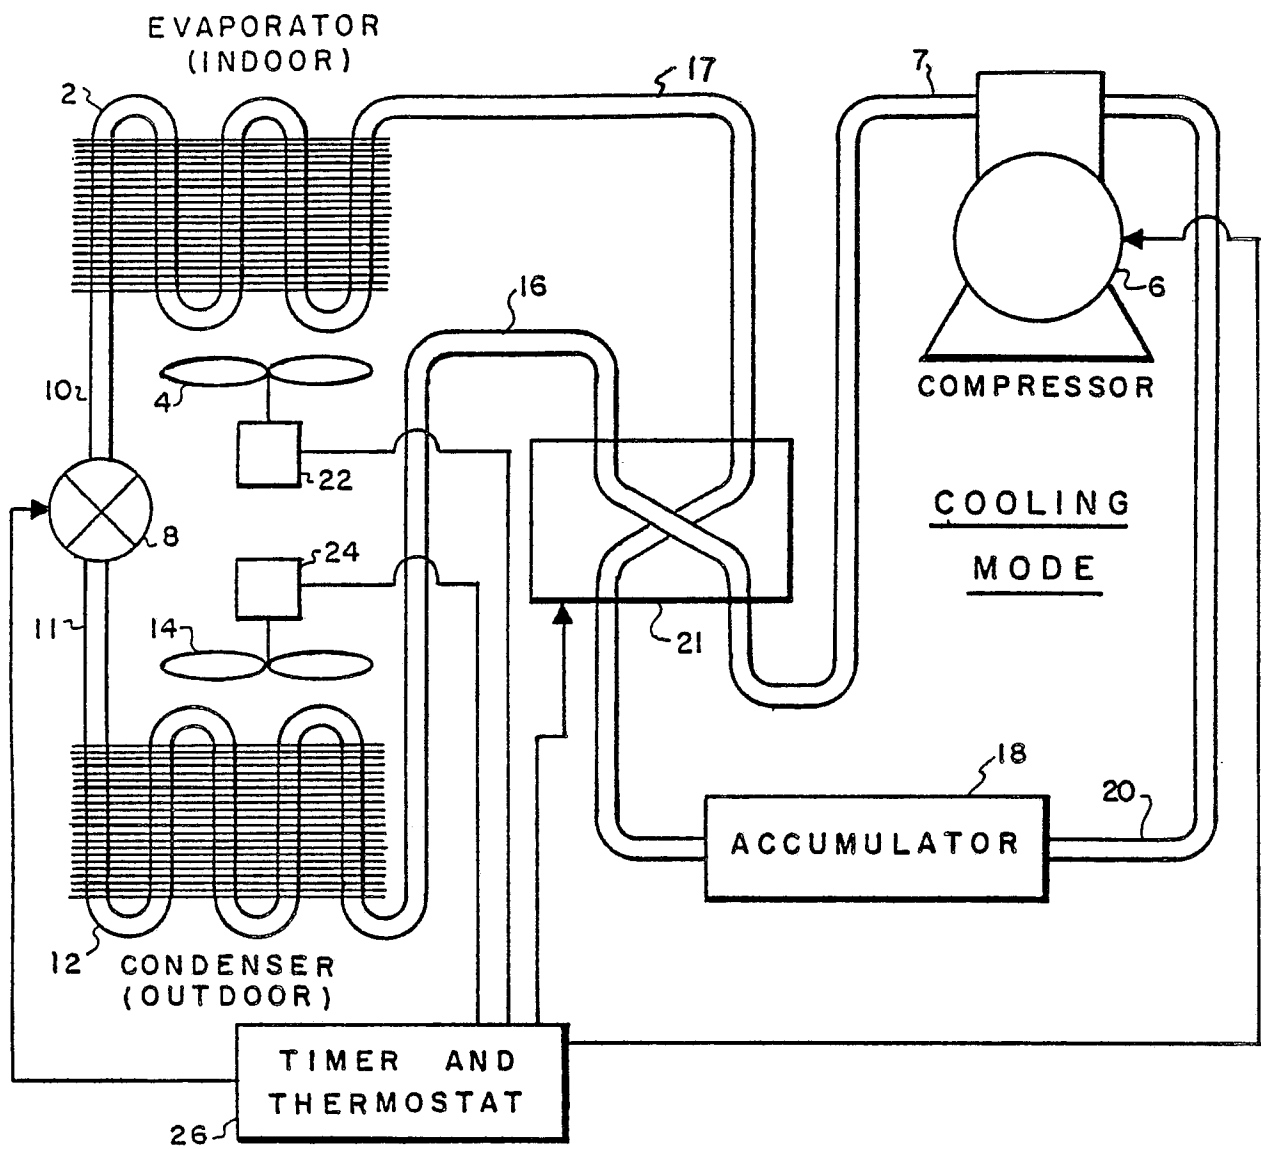 EVAPORATOR
(INDOOR)
2
17
7
16
6
10
4
COMPRESSOR
22
COOLING
MODE
8
24
11
14
21
18
20
ACCUMULATOR
12
CONDENSER
(OUTDOOR)
TIMER AND
THERMOSTAT
26